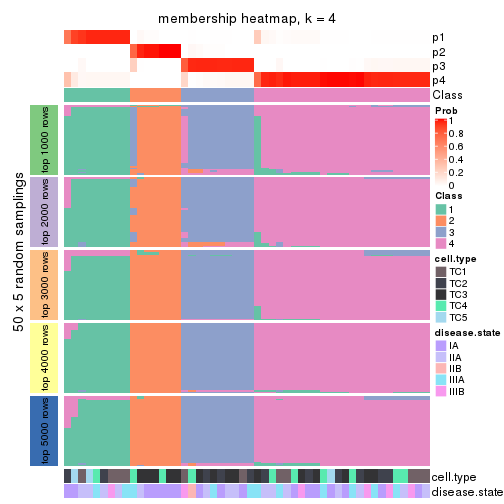 membership heatmap, k = 4
p1
p2
p3
p4
Class
50 x 5 random samplings
top 1000 rows
top 2000 rows
top 3000 rows
top 4000 rows
top 5000 rows
cell.type
disease.state
Prob
1
0.8
0.6
0.4
0.2
0
Class
1
2
3
4
cell.type
TC1
TC2
TC3
TC4
TC5
disease.state
IA
IIA
IIB
IIIA
IIIB